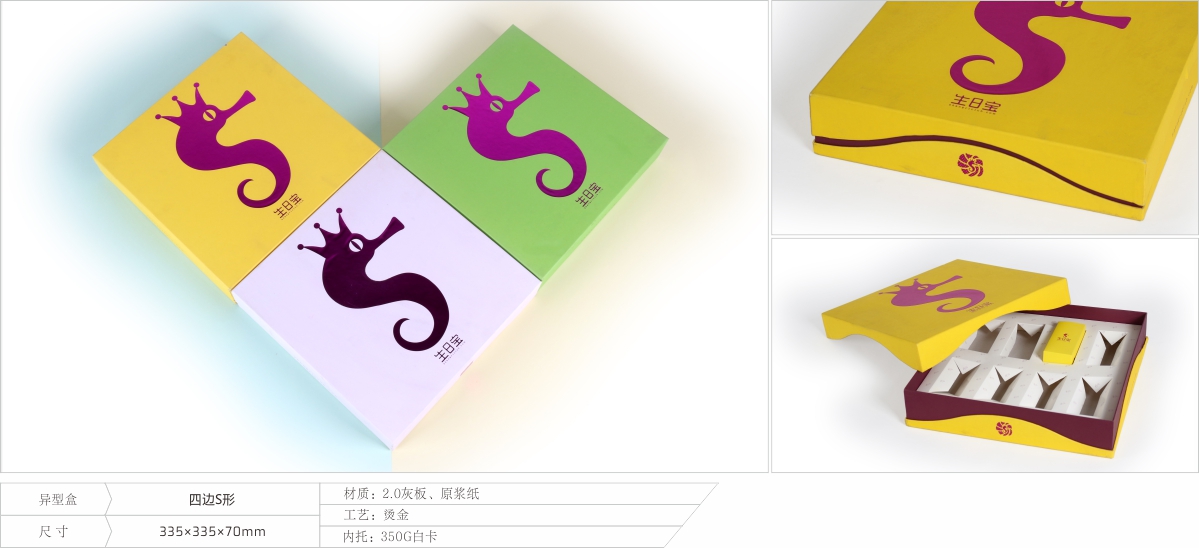 生日宝
生日宝
生日宝
生日宝
异型盒
四边S形
尺寸
335×335×70mm
材质：2.0灰板、原浆纸
工艺：烫金
内托：350G白卡